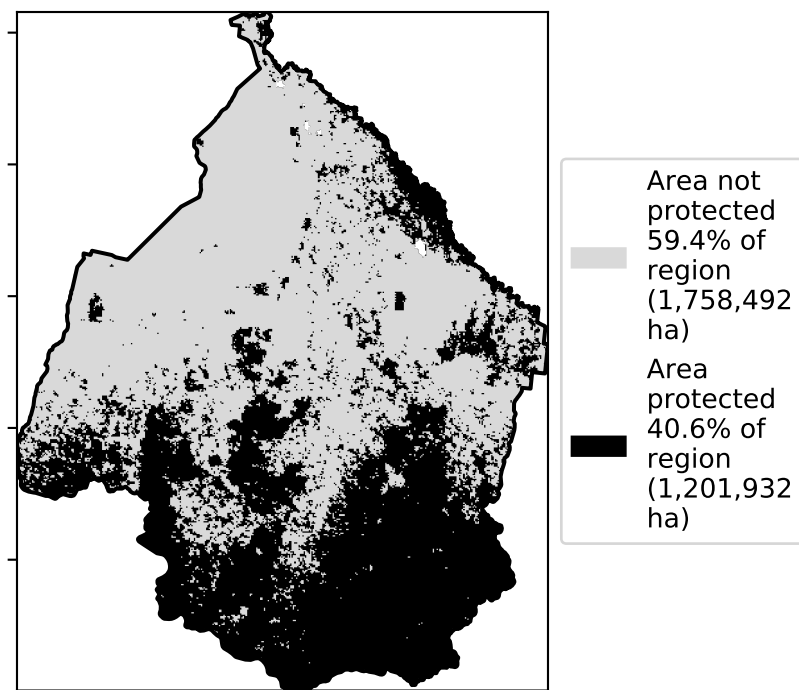 Area not
protected
59.4% of
region
(1,758,492
ha)
Area
protected
40.6% of
region
(1,201,932
ha)